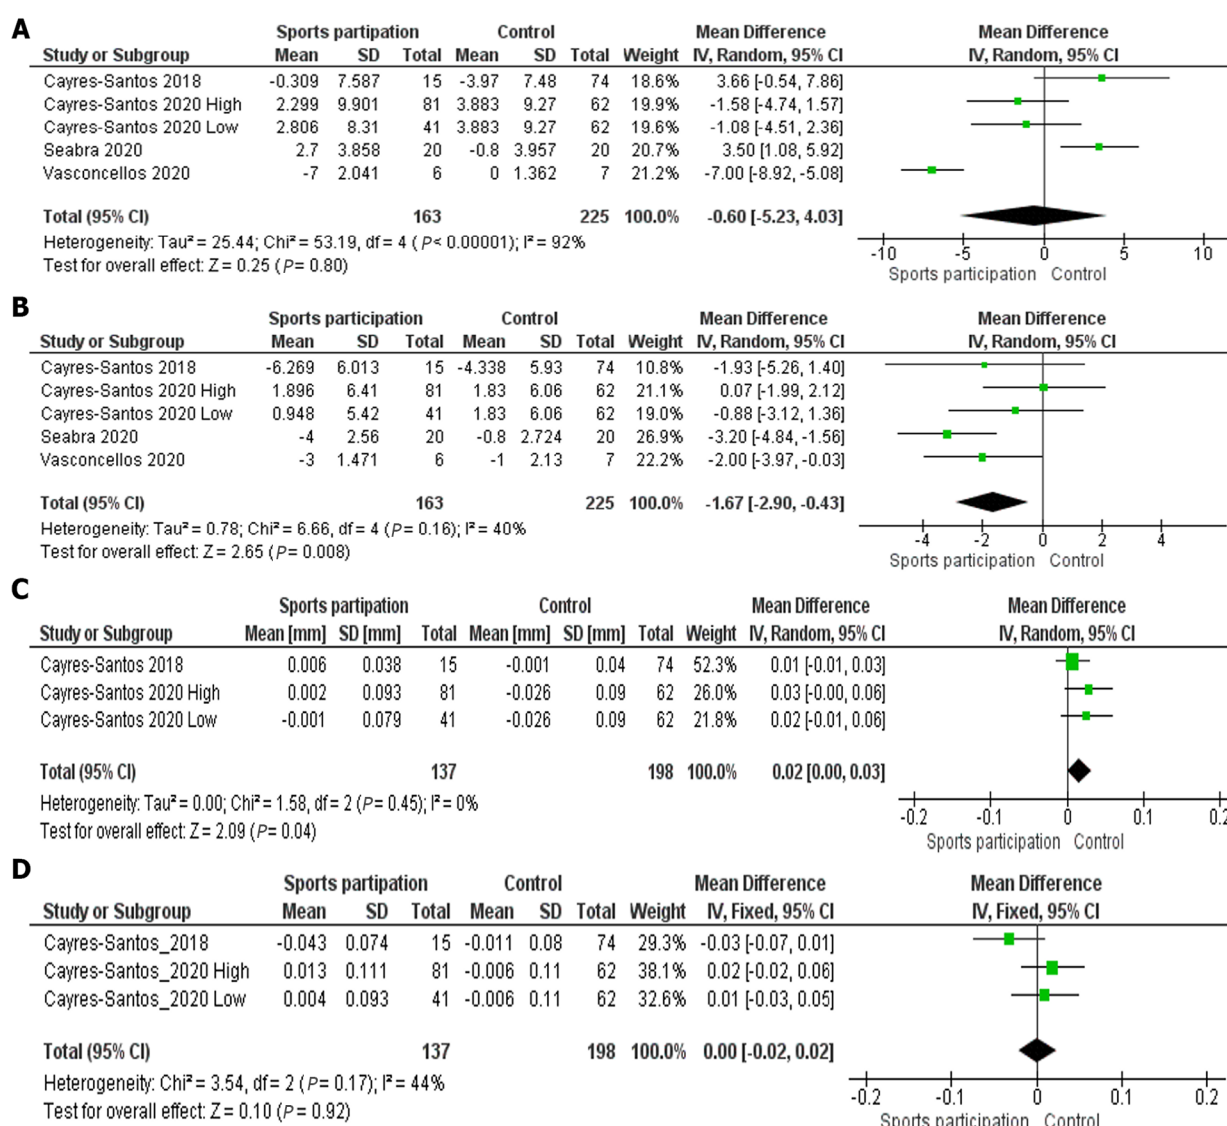 A
Sports partipation Control Mean Difference Mean Difference
Study or Subgroup Mean SD Total Mean SD Total Weight IV, Random, 95% CI IV, Random, 95% CI
Cayres-Santos 2018 -0.309 7.587 15 -3.97 7.48 74 18.6% 3.66 [-0.54, 7.86]
Cayres-Santos 2020 High 2.299 9.901 81 3.883 9.27 62 19.9% -1.58 [-4.74, 1.57]
Cayres-Santos 2020 Low 2.806 8.31 41 3.883 9.27 62 19.6% -1.08 [-4.51, 2.36]
Seabra 2020 2.7 3.858 20 -0.8 3.957 20 20.7% 3.50 [1.08, 5.92]
Vasconcellos 2020 -7 2.041 6 0 1.362 7 21.2% -7.00 [-8.92, -5.08]
Total (95% CI) 163 225 100.0% -0.60 [-5.23, 4.03]
Heterogeneity: Tau² = 25.44; Chi² = 53.19, df = 4 (P< 0.00001); I² = 92%
Test for overall effect: Z = 0.25 (P= 0.80)
-10 -5 0 5 10
Sports participation Control
B
Sports participation Control Mean Difference Mean Difference
Study or Subgroup Mean SD Total Mean SD Total Weight IV, Random, 95% CI IV, Random, 95% CI
Cayres-Santos 2018 -6.269 6.013 15 -4.338 5.93 74 10.8% -1.93 [-5.26, 1.40]
Cayres-Santos 2020 High 1.896 6.41 81 1.83 6.06 62 21.1% 0.07 [-1.99, 2.12]
Cayres-Santos 2020 Low 0.948 5.42 41 1.83 6.06 62 19.0% -0.88 [-3.12, 1.36]
Seabra 2020 -4 2.56 20 -0.8 2.724 20 26.9% -3.20 [-4.84, -1.56]
Vasconcellos 2020 -3 1.471 6 -1 2.13 7 22.2% -2.00 [-3.97, -0.03]
Total (95% CI) 163 225 100.0% -1.67 [-2.90, -0.43]
Heterogeneity: Tau² = 0.78; Chi² = 6.66, df = 4 (P= 0.16); I² = 40%
Test for overall effect: Z = 2.65 (P= 0.008)
-4 -2 0 2 4
Sports participation Control
C
Sports partipation Control Mean Difference Mean Difference
Study or Subgroup Mean [mm] SD [mm] Total Mean [mm] SD [mm] Total Weight IV, Random, 95% CI IV, Random, 95% CI
Cayres-Santos 2018 0.006 0.038 15 -0.001 0.04 74 52.3% 0.01 [-0.01, 0.03]
Cayres-Santos 2020 High 0.002 0.093 81 -0.026 0.09 62 26.0% 0.03 [-0.00, 0.06]
Cayres-Santos 2020 Low -0.001 0.079 41 -0.026 0.09 62 21.8% 0.02 [-0.01, 0.06]
Total (95% CI) 137 198 100.0% 0.02 [0.00, 0.03]
Heterogeneity: Tau² = 0.00; Chi² = 1.58, df = 2 (P= 0.45); I² = 0%
Test for overall effect: Z = 2.09 (P= 0.04)
-0.2 -0.1 0 0.1 0.2
Sports participation Control
D
Sports partipation Control Mean Difference Mean Difference
Study or Subgroup Mean SD Total Mean SD Total Weight IV, Fixed, 95% CI IV, Fixed, 95% CI
Cayres-Santos_2018 -0.043 0.074 15 -0.011 0.08 74 29.3% -0.03 [-0.07, 0.01]
Cayres-Santos_2020 High 0.013 0.111 81 -0.006 0.11 62 38.1% 0.02 [-0.02, 0.06]
Cayres-Santos_2020 Low 0.004 0.093 41 -0.006 0.11 62 32.6% 0.01 [-0.03, 0.05]
Total (95% CI) 137 198 100.0% 0.00 [-0.02, 0.02]
Heterogeneity: Chi² = 3.54, df = 2 (P= 0.17); I² = 44%
Test for overall effect: Z = 0.10 (P= 0.92)
-0.2 -0.1 0 0.1 0.2
Sports participation Control